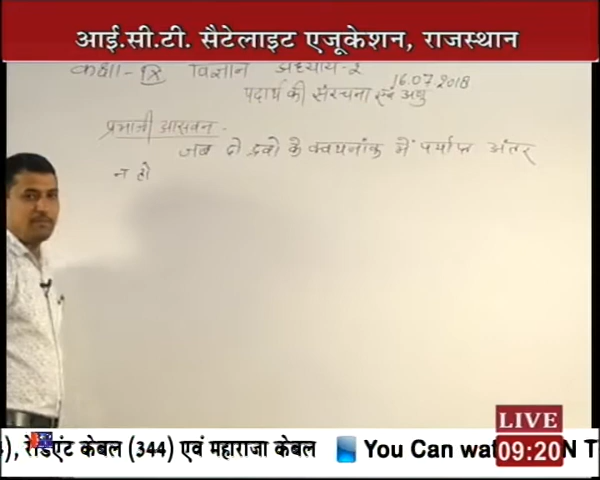 आई.सी.टी. सैटेलाइट एजूकेशन, राजस्थान
कक्षा- IX विज्ञान अध्याय-2
16.07.2018
पदार्थ की संरचना एवं अणु
प्रभाजी आसवन -
जब दो द्रवो के क्वथनांक में पर्याप्त अंतर
न हो
LIVE
09:20
), रेडिएंट केबल (344) एवं महाराजा केबल You Can wat N T